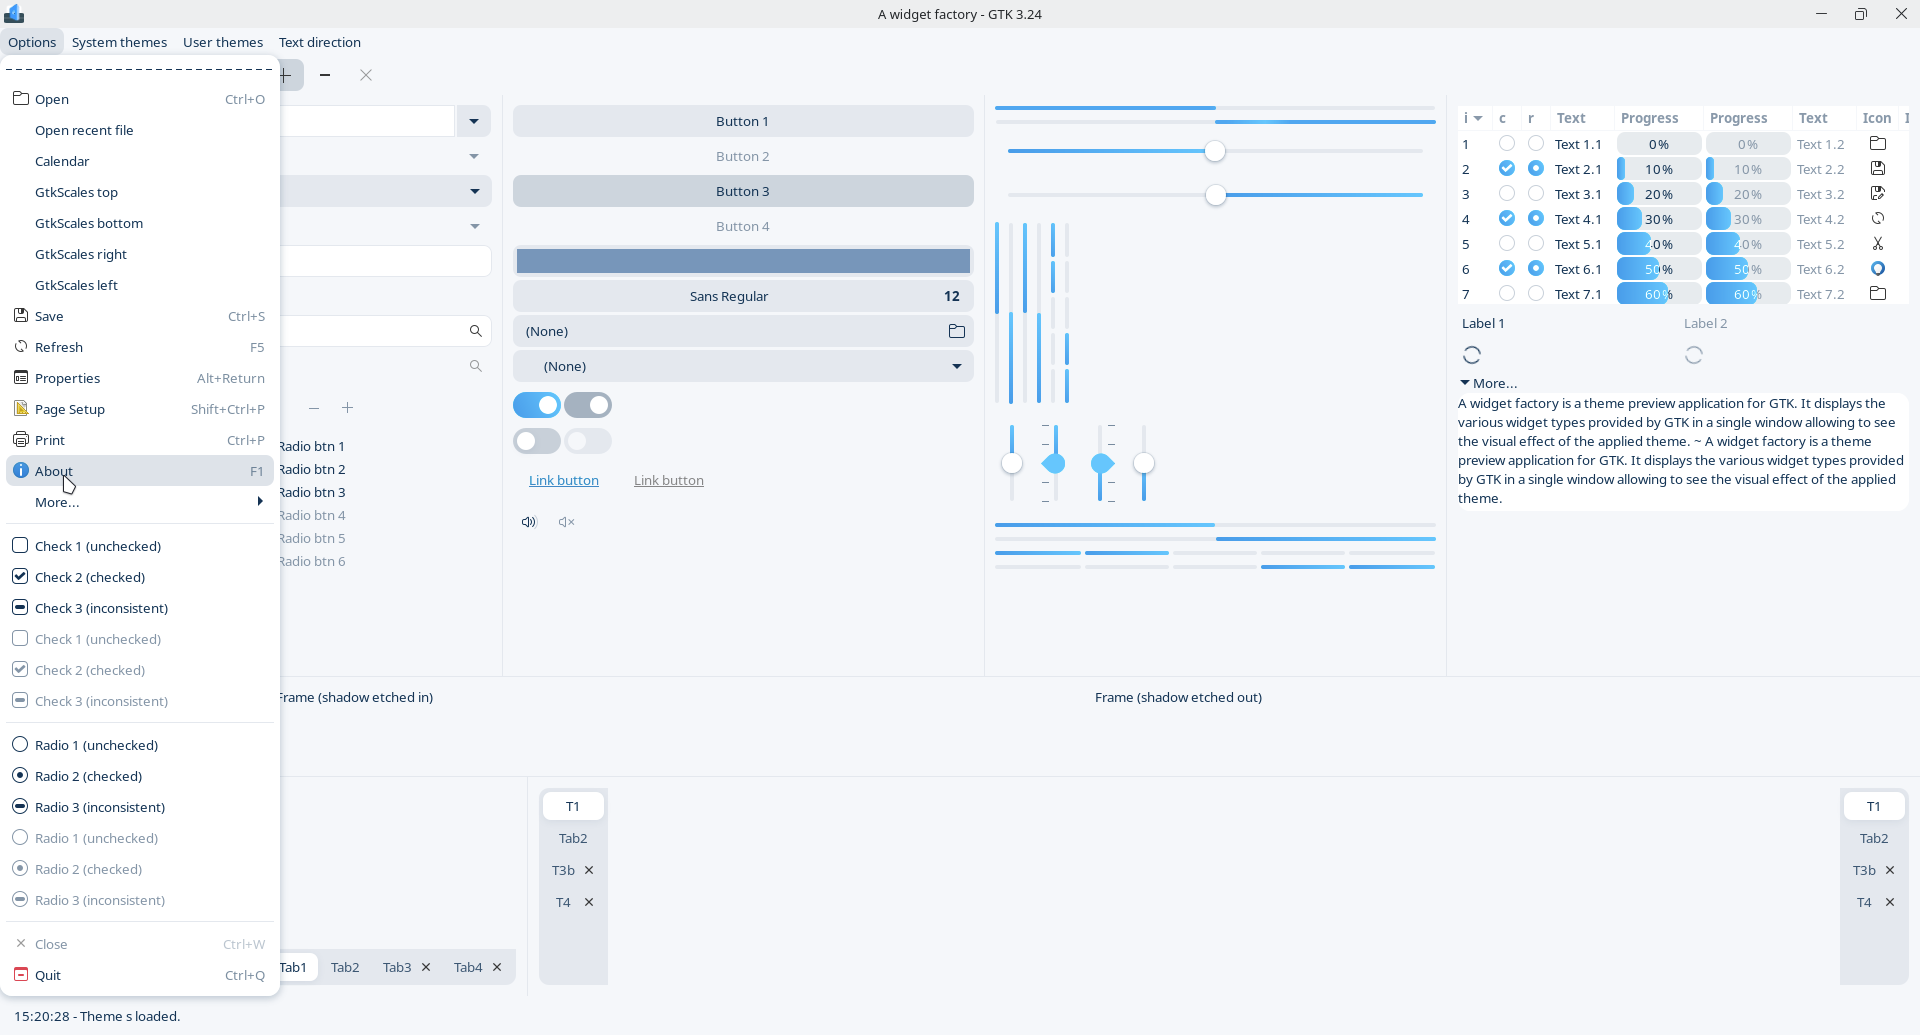 A widget factory - GTK 3.24
Options System themes User themes Text direction
Open Ctrl+O
Open recent file
Calendar
GtkScales top
GtkScales bottom
GtkScales right
GtkScales left
Save Ctrl+S
Refresh F5
Properties Alt+Return
Page Setup Shift+Ctrl+P
Print Ctrl+P
About F1
More...
Check 1 (unchecked)
Check 2 (checked)
Check 3 (inconsistent)
Check 1 (unchecked)
Check 2 (checked)
Check 3 (inconsistent)
Radio 1 (unchecked)
Radio 2 (checked)
Radio 3 (inconsistent)
Radio 1 (unchecked)
Radio 2 (checked)
Radio 3 (inconsistent)
Close Ctrl+W
Quit Ctrl+Q
Radio btn 1
Radio btn 2
Radio btn 3
Radio btn 4
Radio btn 5
Radio btn 6
Button 1
Button 2
Button 3
Button 4
Sans Regular 12
(None)
(None)
Link button Link button
i c r Text Progress Progress Text Icon I
1 Text 1.1 0% 0% Text 1.2
2 Text 2.1 10% 10% Text 2.2
3 Text 3.1 20% 20% Text 3.2
4 Text 4.1 30% 30% Text 4.2
5 Text 5.1 40% 40% Text 5.2
6 Text 6.1 50% 50% Text 6.2
7 Text 7.1 60% 60% Text 7.2
Label 1 Label 2
More...
A widget factory is a theme preview application for GTK. It displays the
various widget types provided by GTK in a single window allowing to see
the visual effect of the applied theme. ~ A widget factory is a theme
preview application for GTK. It displays the various widget types provided
by GTK in a single window allowing to see the visual effect of the applied
theme.
Frame (shadow etched in) Frame (shadow etched out)
Tab1 Tab2 Tab3 Tab4
T1
Tab2
T3b
T4
T1
Tab2
T3b
T4
15:20:28 - Theme s loaded.